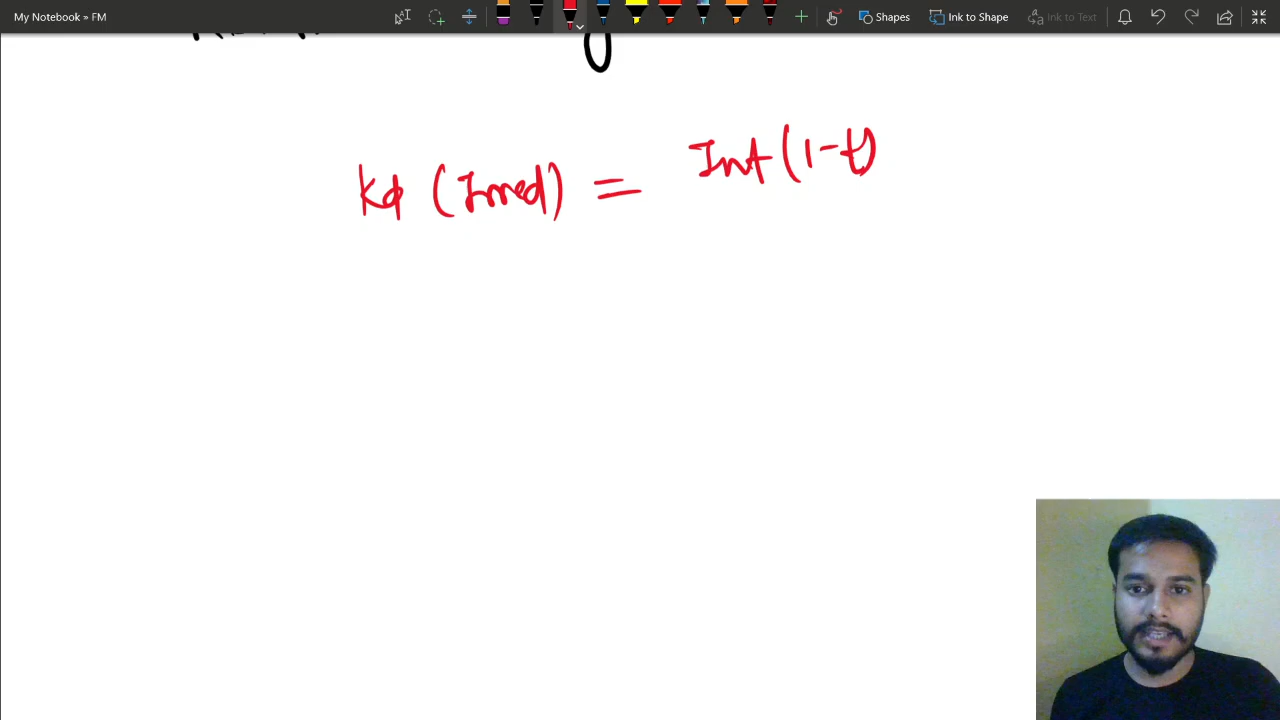 My Notebook » FM
Shapes
Ink to Shape
Ink to Text
Kd (Irred) = Int (1-t)